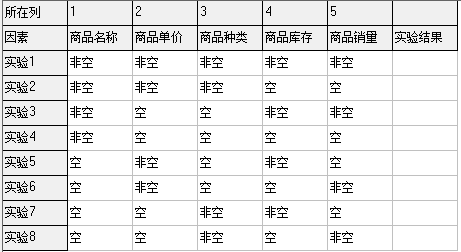 所在列 1 2 3 4 5
因素 商品名称 商品单价 商品种类 商品库存 商品销量 实验结果
实验1 非空 非空 非空 非空 非空
实验2 非空 非空 非空 空 空
实验3 非空 空 空 非空 非空
实验4 非空 空 空 空 空
实验5 空 非空 空 非空 空
实验6 空 非空 空 空 非空
实验7 空 空 非空 非空 空
实验8 空 空 非空 空 非空